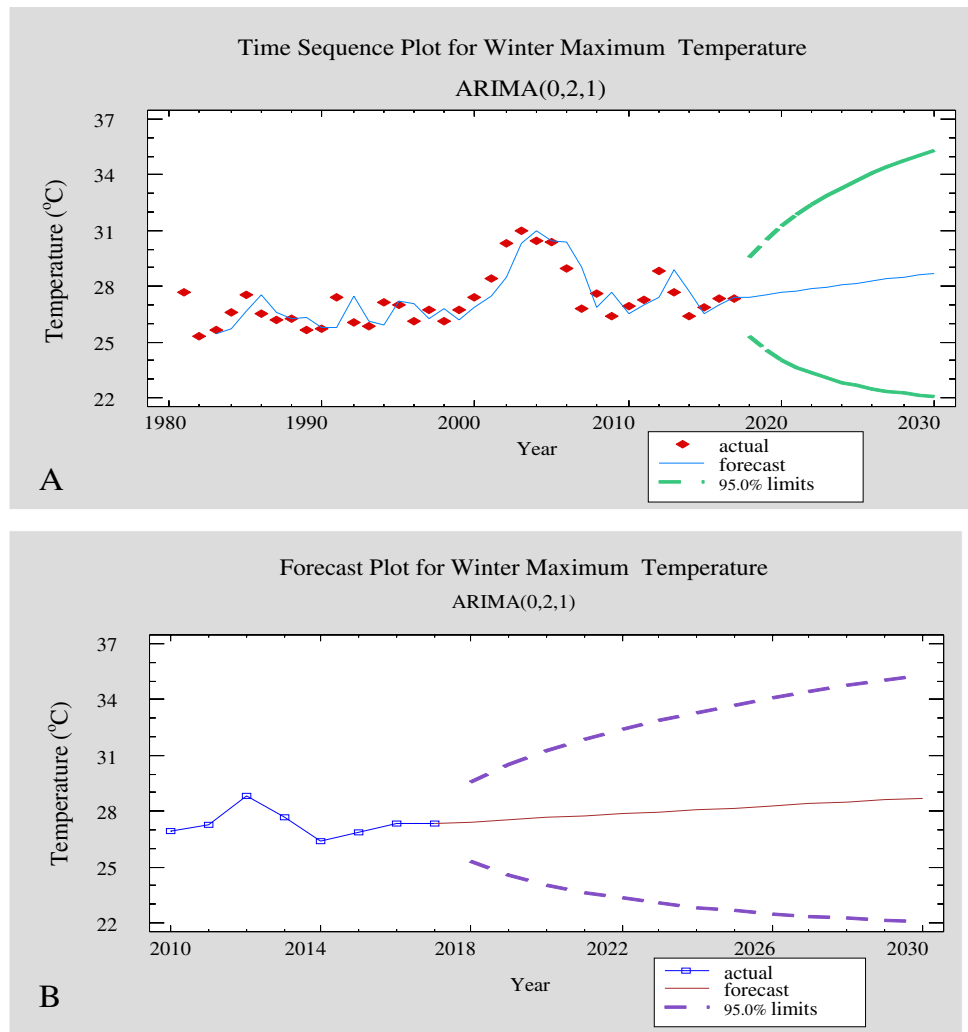 Time Sequence Plot for Winter Maximum Temperature
ARIMA(0,2,1)
Temperature (°C)
37
34
31
28
25
22
1980 1990 2000 2010 2020 2030
Year
actual
forecast
95.0% limits
A
Forecast Plot for Winter Maximum Temperature
ARIMA(0,2,1)
Temperature (°C)
37
34
31
28
25
22
2010 2014 2018 2022 2026 2030
Year
actual
forecast
95.0% limits
B